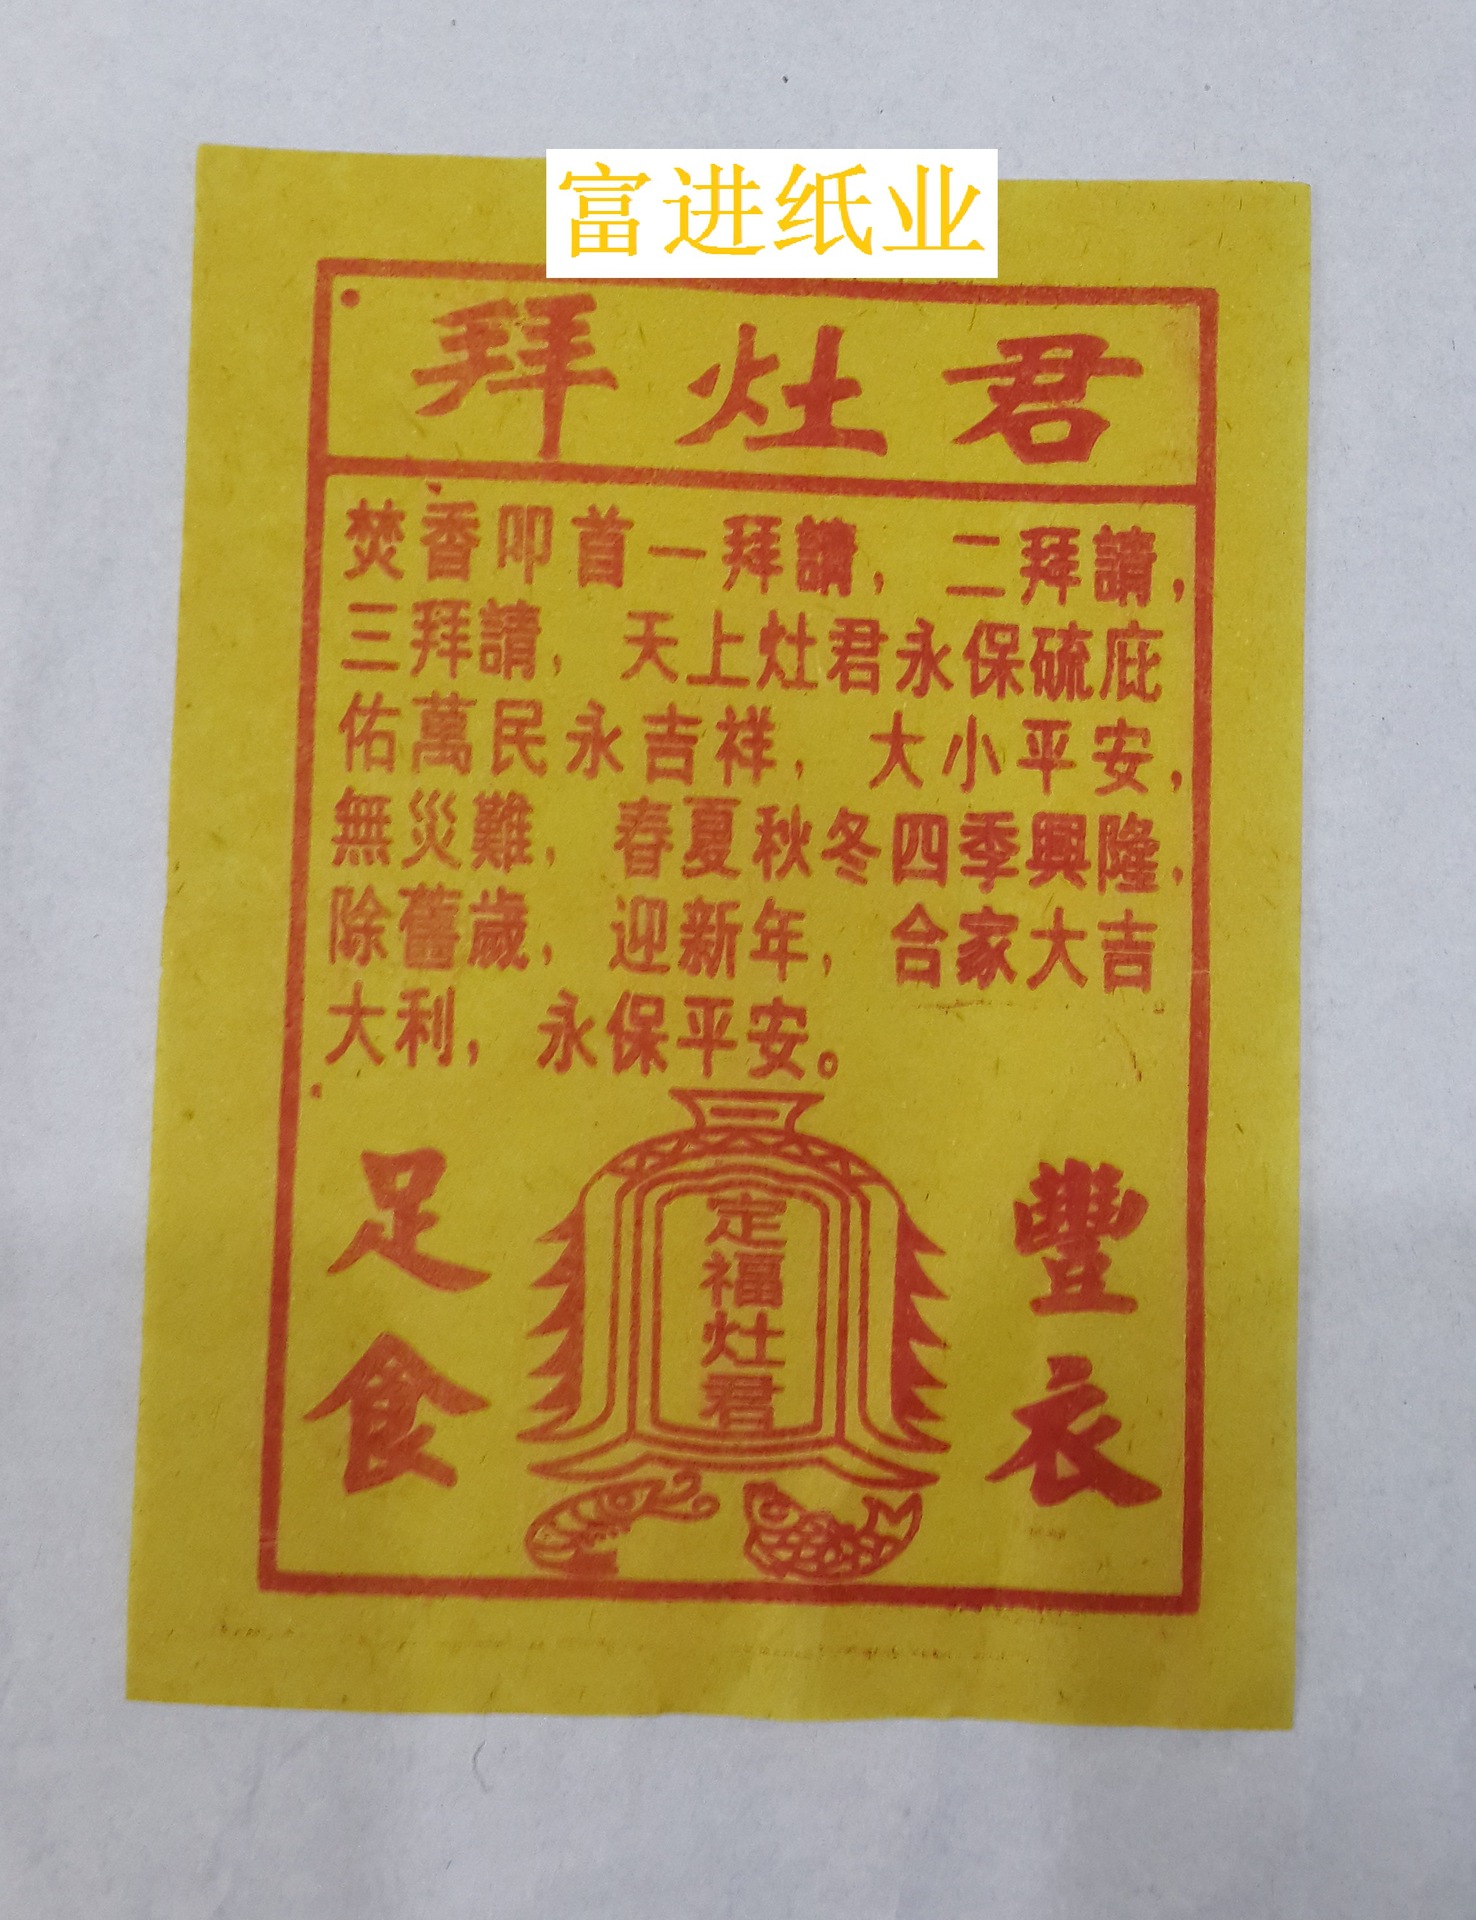 富进纸业
拜灶君
焚香叩首一拜請，二拜請，
三拜請，天上灶君永保硫庇
佑萬民永吉祥，大小平安，
無災難，春夏秋冬四季興隆，
除舊歲，迎新年，合家大吉
大利，永保平安。
豐衣
足食
定福灶君